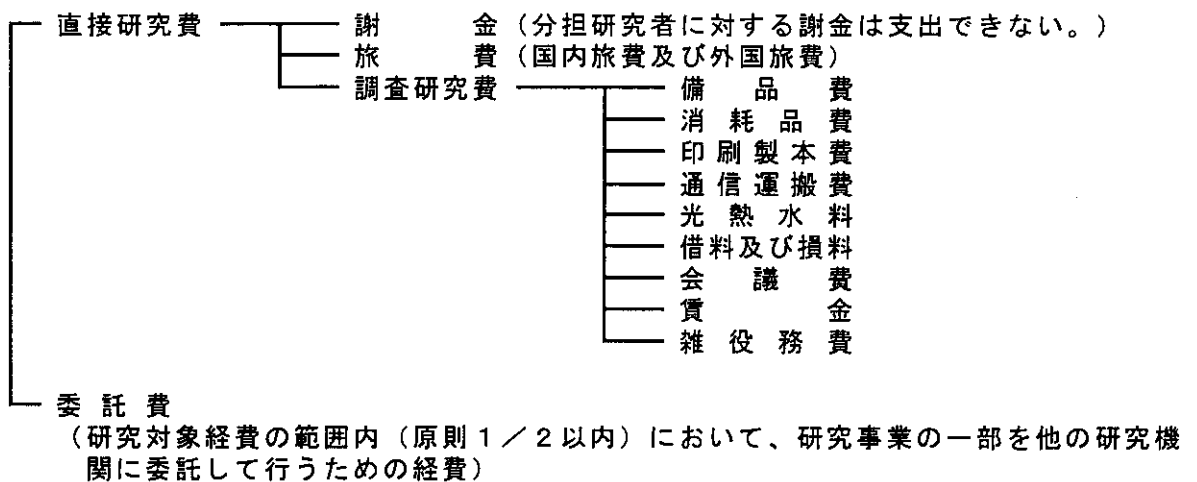 直接研究費 謝金（分担研究者に対する謝金は支出できない。）
旅費（国内旅費及び外国旅費）
調査研究費 備品費
消耗品費
印刷製本費
通信運搬費
光熱水料
借料及び損料
会議費
賃金
雑役務費
委託費
（研究対象経費の範囲内（原則１／２以内）において、研究事業の一部を他の研究機
関に委託して行うための経費）